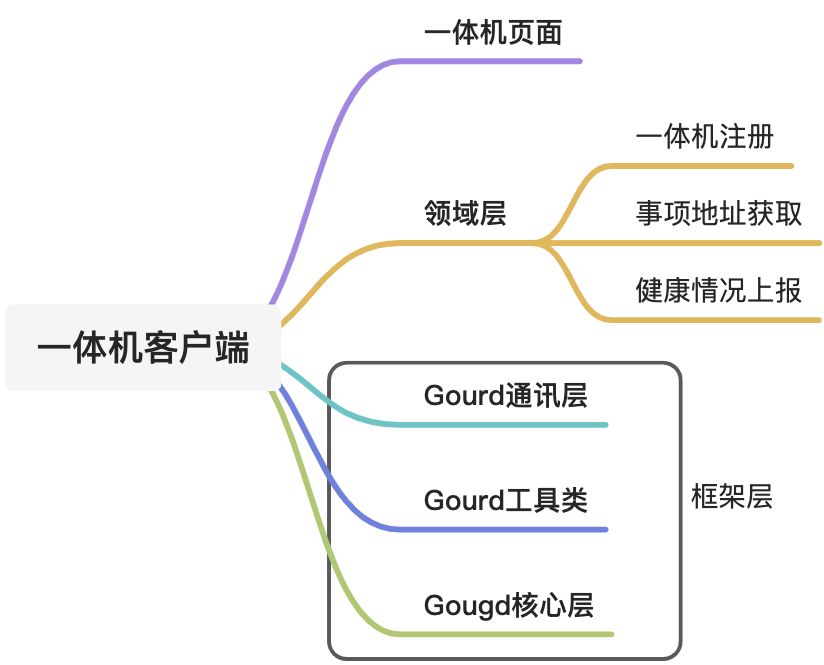 一体机页面
一体机注册
领域层
事项地址获取
健康情况上报
一体机客户端
Gourd通讯层
Gourd工具类
框架层
Gougd核心层